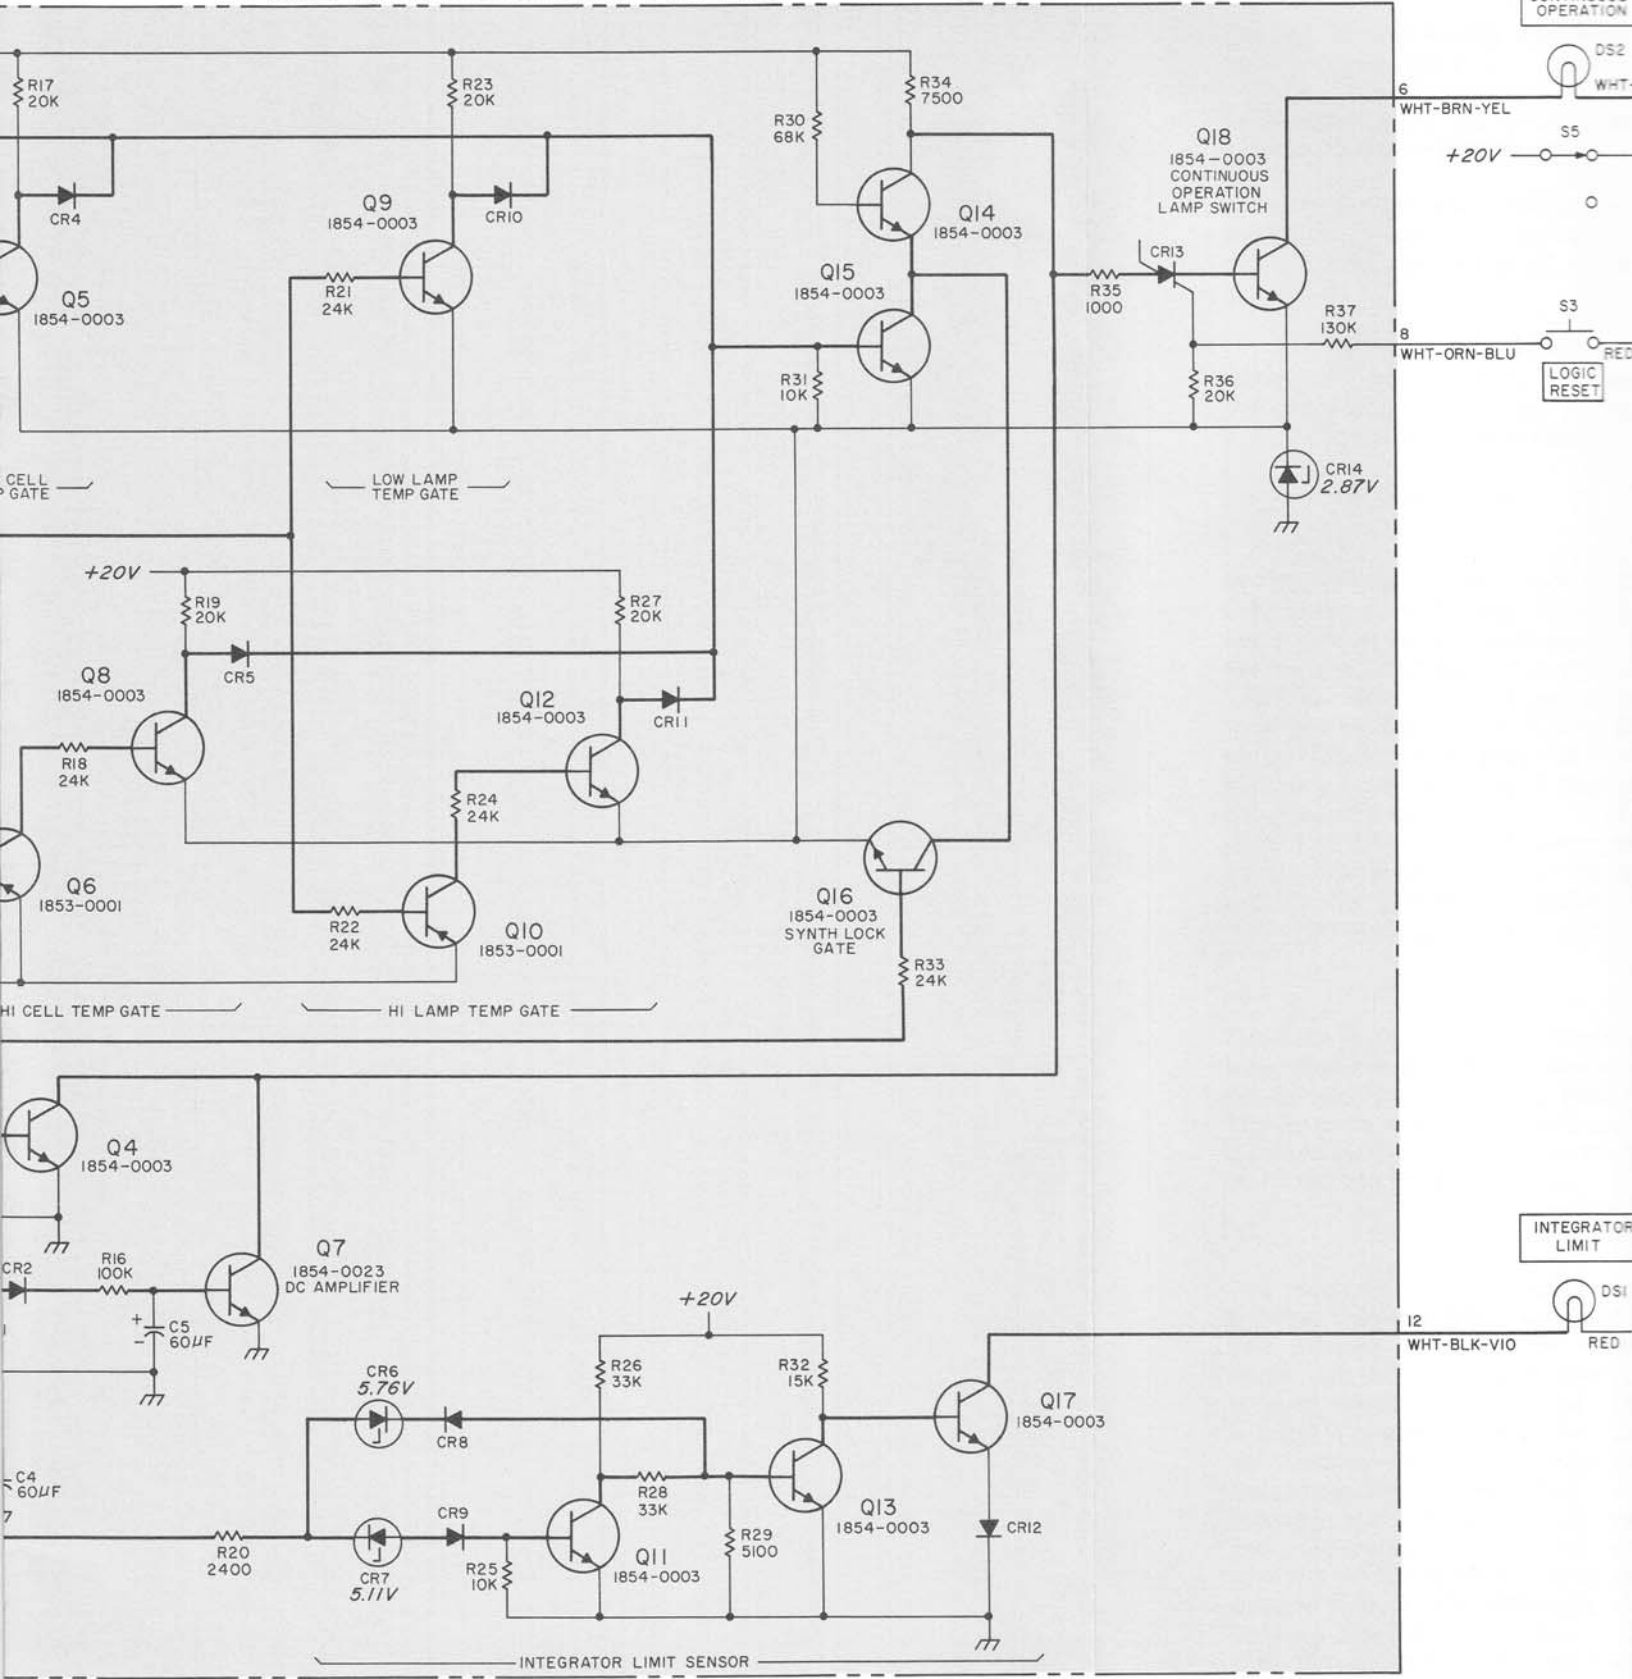 OPERATION
DS2
WHT-
6
WHT-BRN-YEL
S5
+20V
R17
20K
R23
20K
R30
68K
R34
7500
Q18
1854-0003
CONTINUOUS
OPERATION
LAMP SWITCH
CR4
Q9
1854-0003
CR10
Q14
1854-0003
Q5
1854-0003
R21
24K
Q15
1854-0003
CR13
R35
1000
R37
130K
S3
8
WHT-ORN-BLU
RED
LOGIC
RESET
R31
10K
R36
20K
CR14
2.87V
CELL
GATE
LOW LAMP
TEMP GATE
+20V
R19
20K
R27
20K
CR5
Q8
1854-0003
Q12
1854-0003
CR11
R18
24K
R24
24K
Q6
1853-0001
R22
24K
Q10
1853-0001
Q16
1854-0003
SYNTH LOCK
GATE
R33
24K
HI CELL TEMP GATE
HI LAMP TEMP GATE
Q4
1854-0003
CR2
R16
100K
Q7
1854-0023
DC AMPLIFIER
+
-
C5
60µF
INTEGRATOR
LIMIT
DS1
12
WHT-BLK-VIO
RED
+20V
R26
33K
R32
15K
CR6
5.76V
CR8
Q17
1854-0003
C4
60µF
R28
33K
Q13
1854-0003
CR12
R20
2400
CR7
5.11V
CR9
R25
10K
Q11
1854-0003
R29
5100
INTEGRATOR LIMIT SENSOR